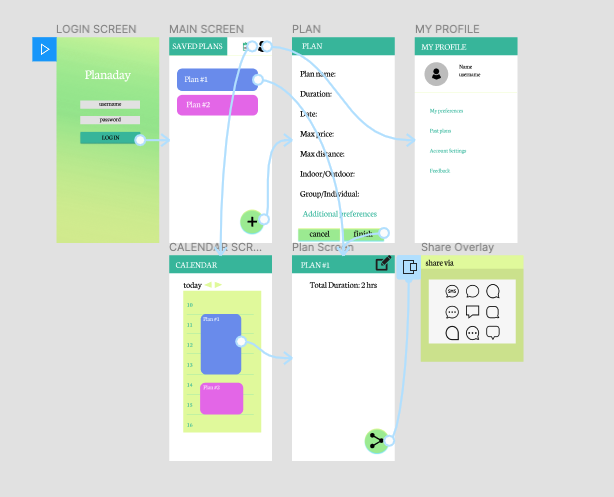 LOGIN SCREEN
Planaday
username
password
LOG IN
MAIN SCREEN
SAVED PLANS
Plan #1
Plan #2
+
PLAN
PLAN
Plan name:
Duration:
Date:
Max price:
Max distance:
Indoor/Outdoor:
Group/Individual:
Additional preferences
cancel
finish
MY PROFILE
MY PROFILE
Name
username
My preferences
Past plans
Account Settings
Feedback
CALENDAR SCR...
CALENDAR
today
10
11
Plan #1
12
13
14
Plan #2
15
16
Plan Screen
PLAN #1
Total Duration: 2 hrs
Share Overlay
share via
SMS